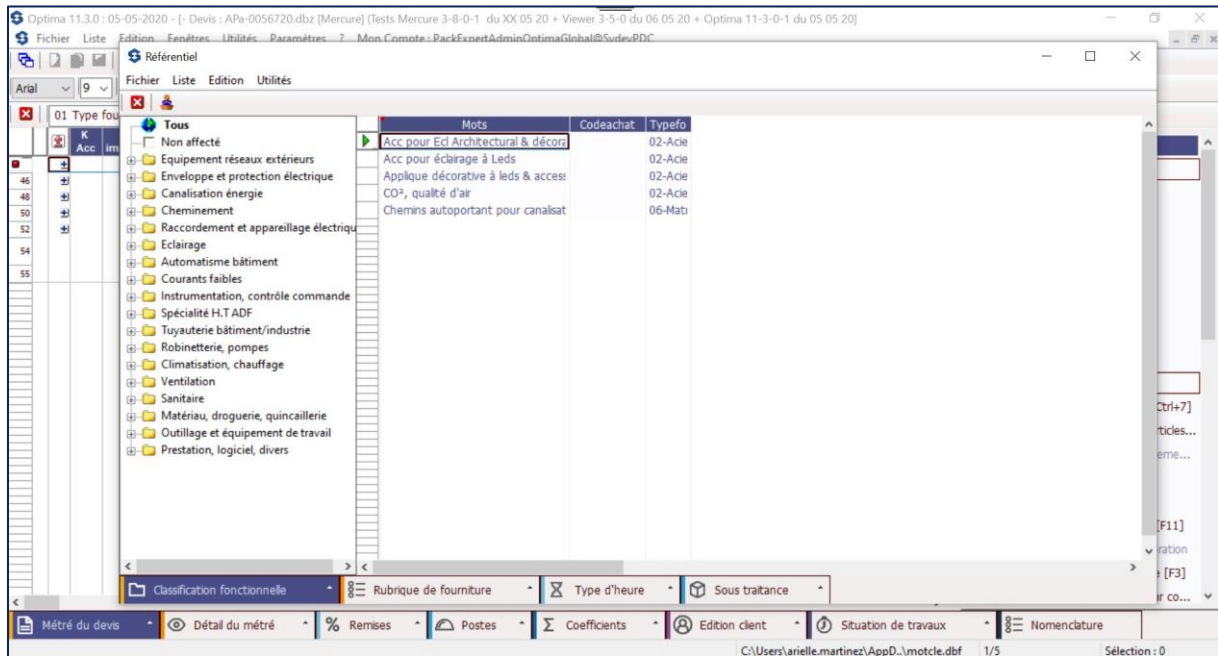 Optima 11.3.0 : 05-05-2020 - [- Devis : APa-0056720.dbz [Mercure] (Tests Mercure 3-8-0-1 du XX 05 20 + Viewer 3-5-0 du 06 05 20 + Optima 11-3-0-1 du 05 05 20]
Fichier Liste Edition Fenêtres Utilités Paramètres ? Mon Compte : PackExpertAdminOptimaGlobal@SydevPDC
Référentiel
Fichier Liste Edition Utilités
Arial 9
01 Type fou
K
Acc im
46
48
50
52
54
55
Tous
Non affecté
Equipement réseaux extérieurs
Enveloppe et protection électrique
Canalisation énergie
Cheminement
Raccordement et appareillage électriqu
Eclairage
Automatisme bâtiment
Courants faibles
Instrumentation, contrôle commande
Spécialité H.T ADF
Tuyauterie bâtiment/industrie
Robinetterie, pompes
Climatisation, chauffage
Ventilation
Sanitaire
Matériau, droguerie, quincaillerie
Outillage et équipement de travail
Prestation, logiciel, divers
Mots Codeachat Typefo
Acc pour Ecl Architectural & décora 02-Acie
Acc pour éclairage à Leds 02-Acie
Applique décorative à leds & access 02-Acie
CO², qualité d'air 02-Acie
Chemins autoportant pour canalisat 06-Mat
Ctrl+7]
rticles...
eme...
[F11]
ration
[F3]
r co...
Classification fonctionnelle Rubrique de fourniture Type d'heure Sous traitance
Métré du devis Détail du métré % Remises Postes Σ Coefficients Edition client Situation de travaux Nomenclature
C:\Users\arielle.martinez\AppD..\motcle.dbf 1/5 Sélection : 0